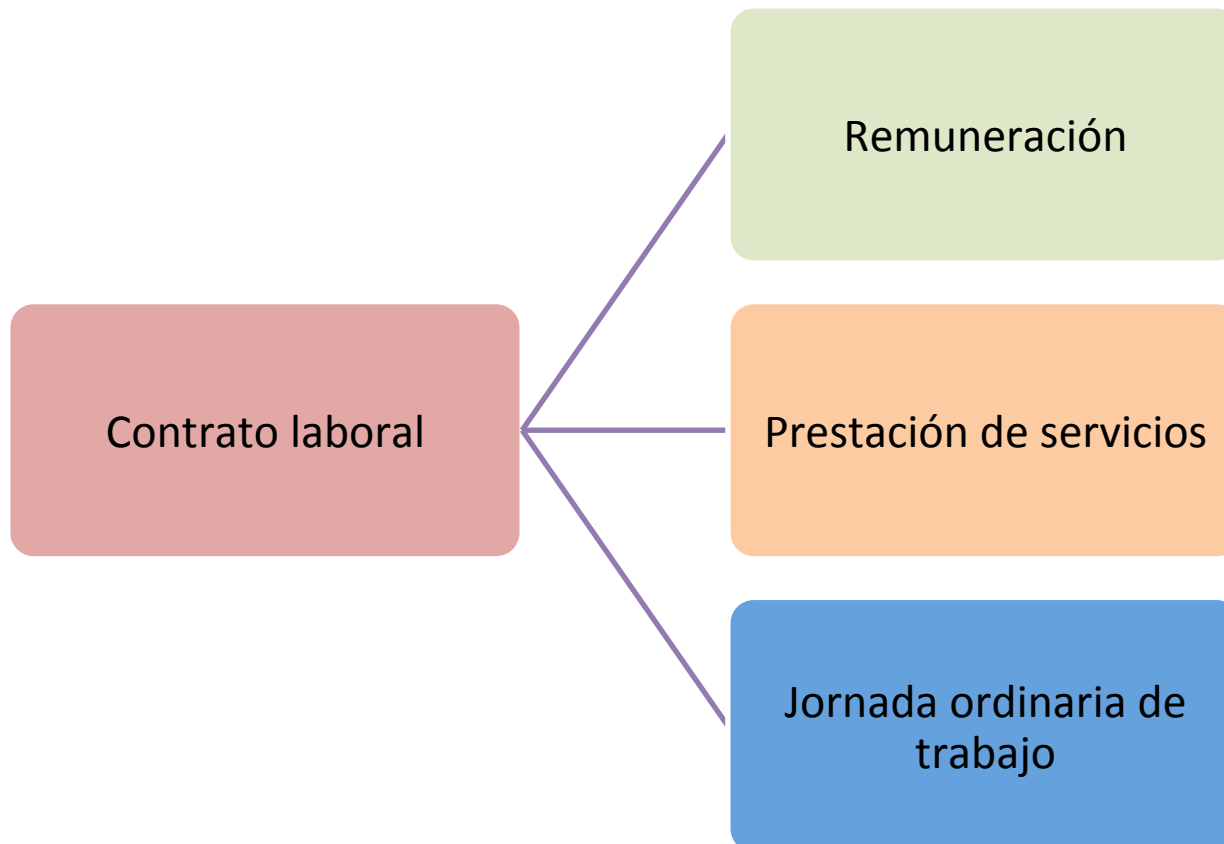 Remuneración
Contrato laboral
Prestación de servicios
Jornada ordinaria de
trabajo